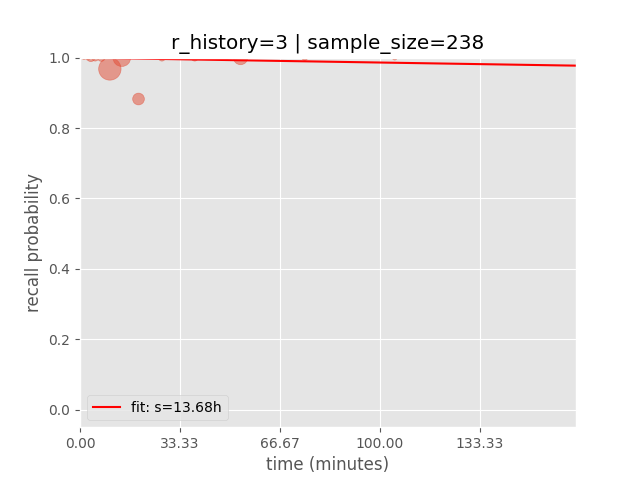 r_history=3 | sample_size=238
recall probability
1.0
0.8
0.6
0.4
0.2
0.0
fit: s=13.68h
0.00 33.33 66.67 100.00 133.33
time (minutes)